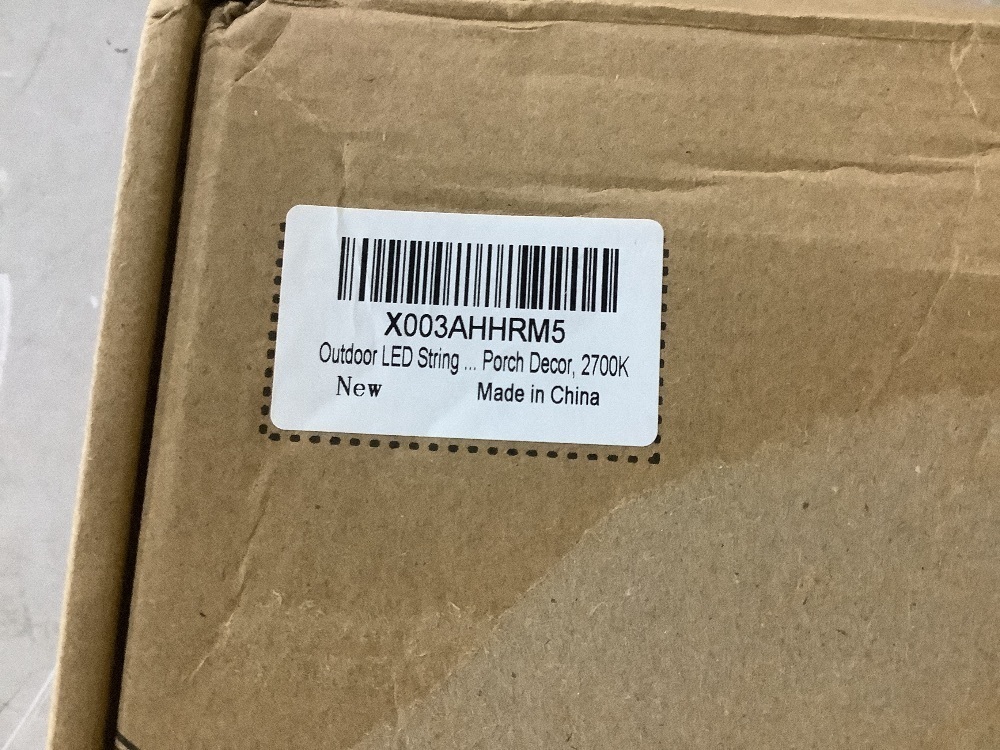 X003AHHRM5
Outdoor LED String ... Porch Decor, 2700K
New Made in China